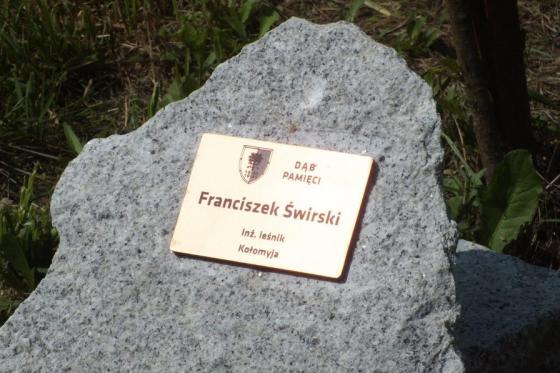 DĄB
PAMIĘCI
Franciszek Świrski
Inż. leśnik
Kołomyja